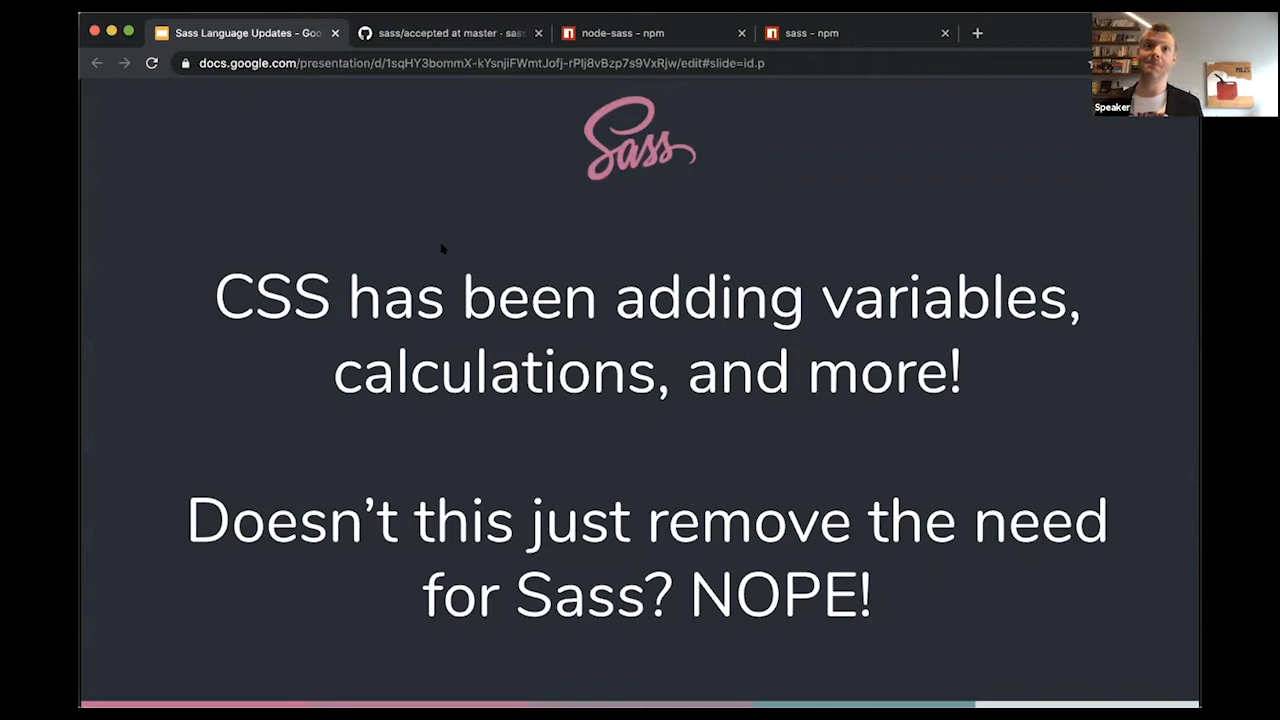 Sass Language Updates - Goo
sass/accepted at master · sass
node-sass - npm
sass - npm
docs.google.com/presentation/d/1sqHY3bommX-kYsnjiFWmtJofj-rPIj8vBzp7s9VxRjw/edit#slide=id.p
Speaker
Sass
CSS has been adding variables,
calculations, and more!
Doesn’t this just remove the need
for Sass? NOPE!